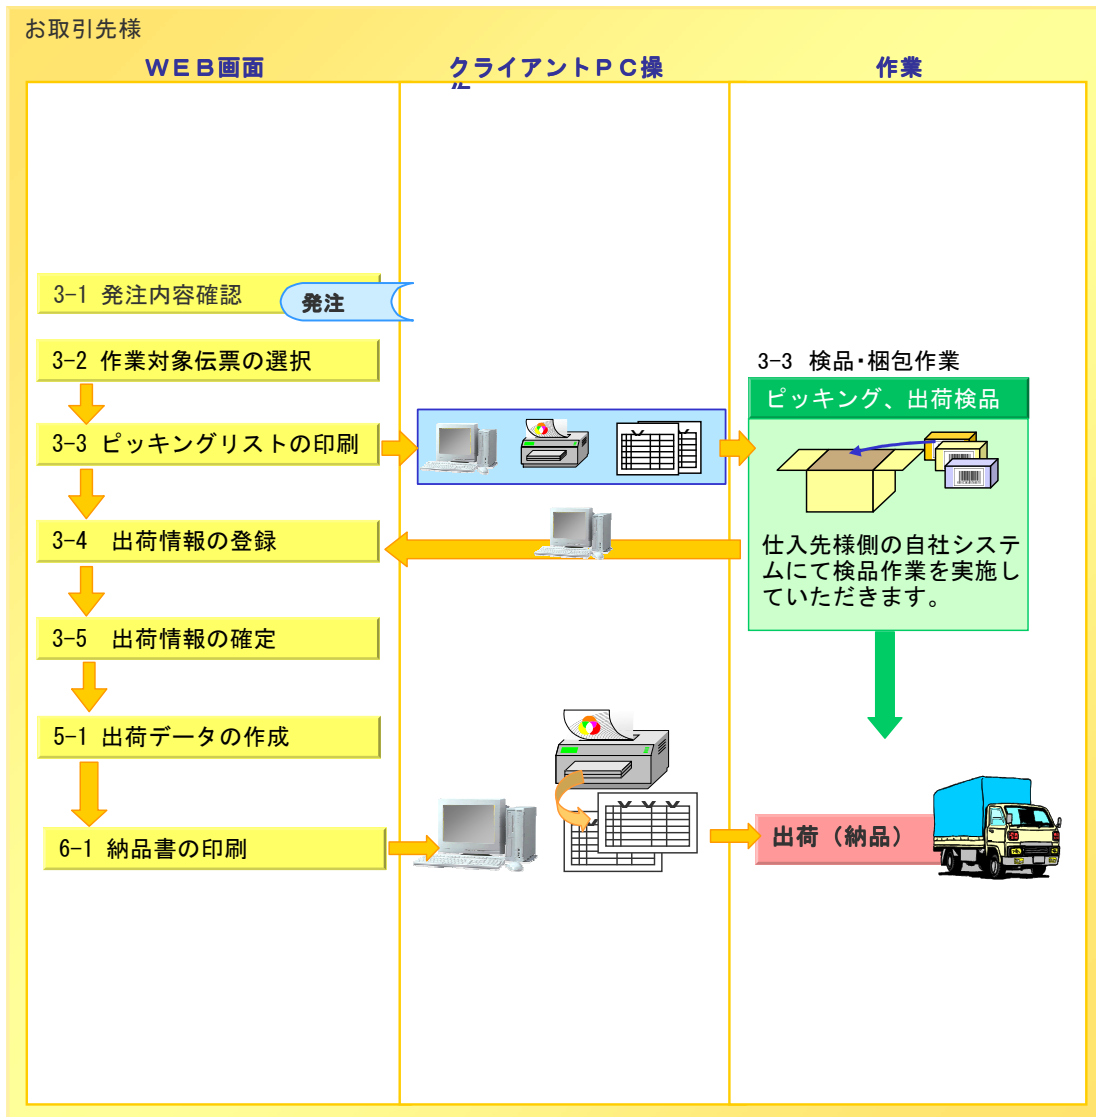 お取引先様
ＷＥＢ画面
クライアントＰＣ操
作業
3-1 発注内容確認
発注
3-2 作業対象伝票の選択
3-3 検品・梱包作業
ピッキング、出荷検品
3-3 ピッキングリストの印刷
3-4 出荷情報の登録
仕入先様側の自社システ
ムにて検品作業を実施し
ていただきます。
3-5 出荷情報の確定
5-1 出荷データの作成
6-1 納品書の印刷
出荷（納品）